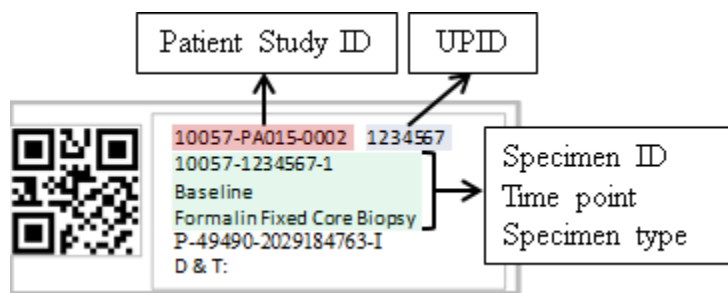 Patient Study ID
UPID
10057-PA015-0002 1234567
10057-1234567-1
Baseline
Formalin Fixed Core Biopsy
P-49490-2029184763-I
D & T:
Specimen ID
Time point
Specimen type